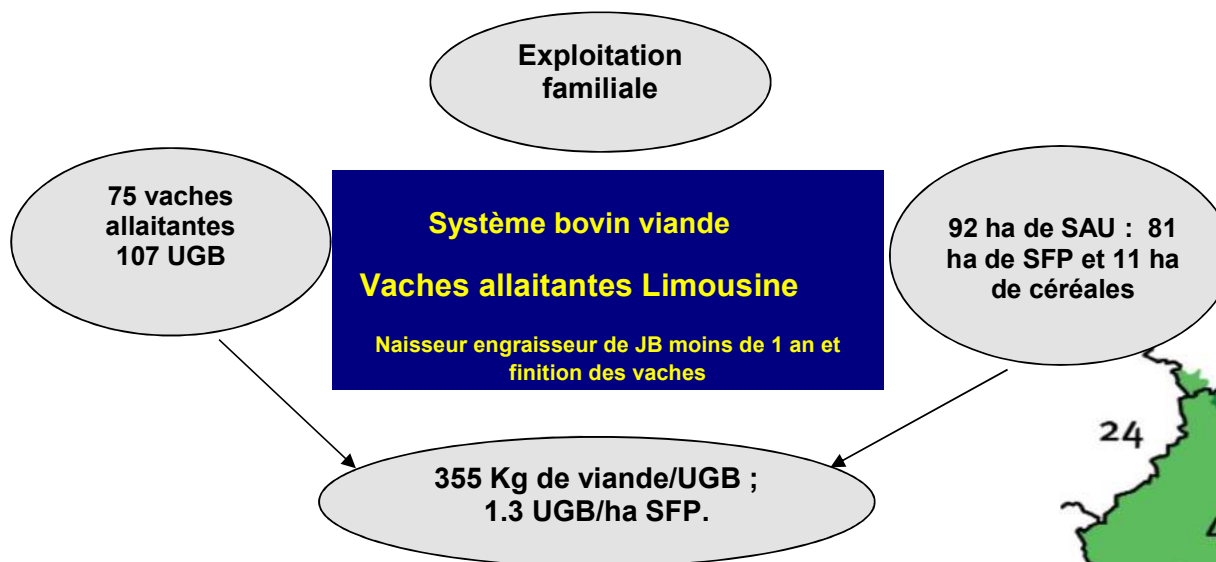 Exploitation
familiale
75 vaches
allaitantes
107 UGB
Système bovin viande
Vaches allaitantes Limousine
Naisseur engraisseur de JB moins de 1 an et
finition des vaches
92 ha de SAU : 81
ha de SFP et 11 ha
de céréales
355 Kg de viande/UGB ;
1.3 UGB/ha SFP.
24